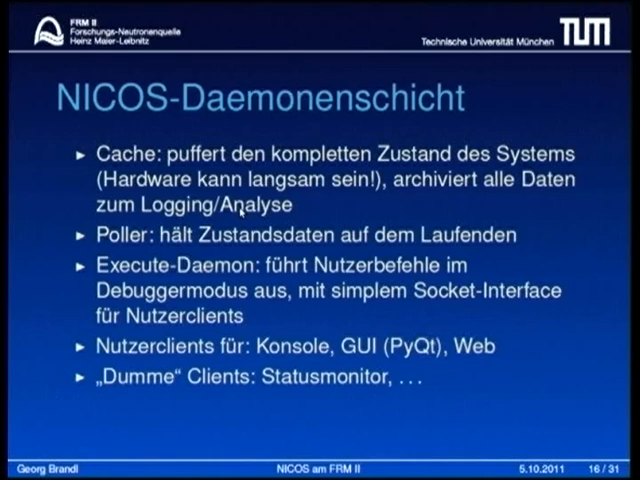 FRM II
Forschungs-Neutronenquelle
Heinz Maier-Leibnitz
Technische Universität München
TUM
NICOS-Daemonenschicht
▸ Cache: puffert den kompletten Zustand des Systems
(Hardware kann langsam sein!), archiviert alle Daten
zum Logging/Analyse
▸ Poller: hält Zustandsdaten auf dem Laufenden
▸ Execute-Daemon: führt Nutzerbefehle im
Debuggermodus aus, mit simplem Socket-Interface
für Nutzerclients
▸ Nutzerclients für: Konsole, GUI (PyQt), Web
▸ „Dumme“ Clients: Statusmonitor, . . .
Georg Brandl
NICOS am FRM II
5.10.2011
16 / 31